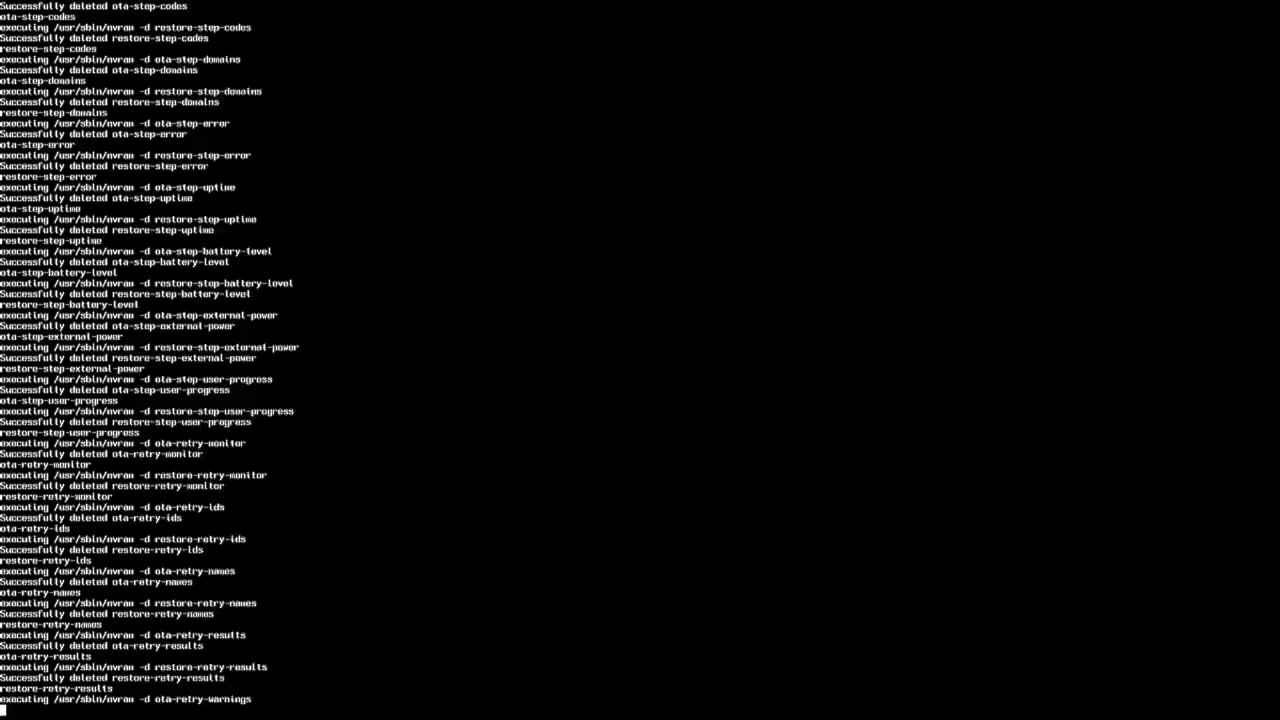 Successfully deleted ota-step-codes
ota-step-codes
executing /usr/sbin/nvram -d restore-step-codes
Successfully deleted restore-step-codes
restore-step-codes
executing /usr/sbin/nvram -d ota-step-domains
Successfully deleted ota-step-domains
ota-step-domains
executing /usr/sbin/nvram -d restore-step-domains
Successfully deleted restore-step-domains
restore-step-domains
executing /usr/sbin/nvram -d ota-step-error
Successfully deleted ota-step-error
ota-step-error
executing /usr/sbin/nvram -d restore-step-error
Successfully deleted restore-step-error
restore-step-error
executing /usr/sbin/nvram -d ota-step-uptime
Successfully deleted ota-step-uptime
ota-step-uptime
executing /usr/sbin/nvram -d restore-step-uptime
Successfully deleted restore-step-uptime
restore-step-uptime
executing /usr/sbin/nvram -d ota-step-battery-level
Successfully deleted ota-step-battery-level
ota-step-battery-level
executing /usr/sbin/nvram -d restore-step-battery-level
Successfully deleted restore-step-battery-level
restore-step-battery-level
executing /usr/sbin/nvram -d ota-step-external-power
Successfully deleted ota-step-external-power
ota-step-external-power
executing /usr/sbin/nvram -d restore-step-external-power
Successfully deleted restore-step-external-power
restore-step-external-power
executing /usr/sbin/nvram -d ota-step-user-progress
Successfully deleted ota-step-user-progress
ota-step-user-progress
executing /usr/sbin/nvram -d restore-step-user-progress
Successfully deleted restore-step-user-progress
restore-step-user-progress
executing /usr/sbin/nvram -d ota-retry-monitor
Successfully deleted ota-retry-monitor
ota-retry-monitor
executing /usr/sbin/nvram -d restore-retry-monitor
Successfully deleted restore-retry-monitor
restore-retry-monitor
executing /usr/sbin/nvram -d ota-retry-ids
Successfully deleted ota-retry-ids
ota-retry-ids
executing /usr/sbin/nvram -d restore-retry-ids
Successfully deleted restore-retry-ids
restore-retry-ids
executing /usr/sbin/nvram -d ota-retry-names
Successfully deleted ota-retry-names
ota-retry-names
executing /usr/sbin/nvram -d restore-retry-names
Successfully deleted restore-retry-names
restore-retry-names
executing /usr/sbin/nvram -d ota-retry-results
Successfully deleted ota-retry-results
ota-retry-results
executing /usr/sbin/nvram -d restore-retry-results
Successfully deleted restore-retry-results
restore-retry-results
executing /usr/sbin/nvram -d ota-retry-warnings